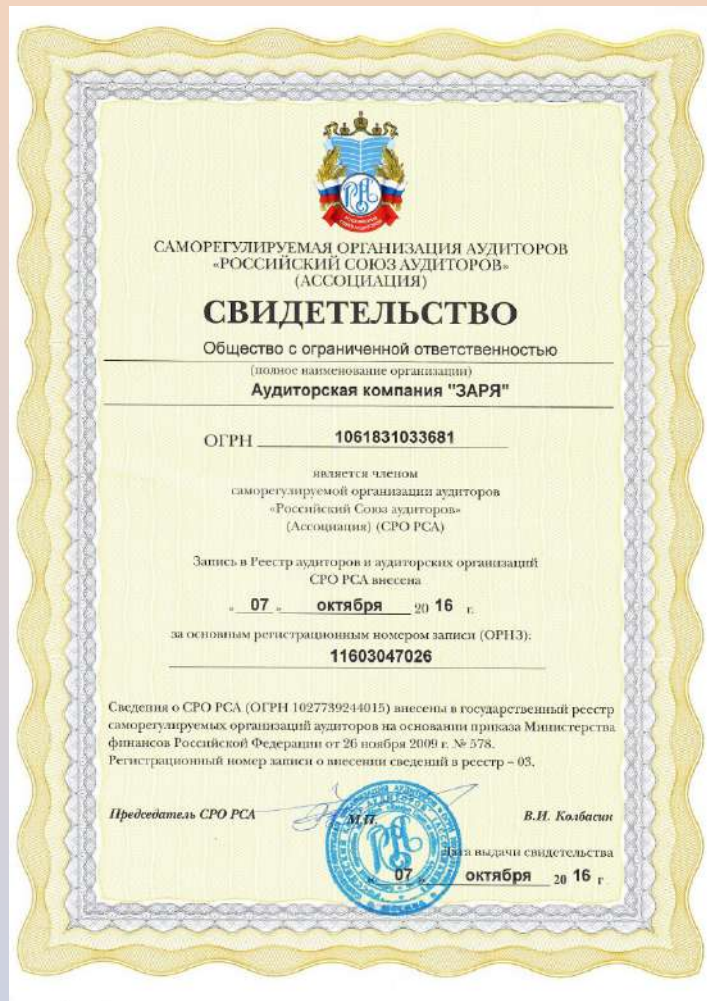 САМОРЕГУЛИРУЕМАЯ ОРГАНИЗАЦИЯ АУДИТОРОВ
«РОССИЙСКИЙ СОЮЗ АУДИТОРОВ»
(АССОЦИАЦИЯ)
СВИДЕТЕЛЬСТВО
Общество с ограниченной ответственностью
(полное наименование организации)
Аудиторская компания "ЗАРЯ"
ОГРН 1061831033681
является членом
саморегулируемой организации аудиторов
«Российский Союз аудиторов»
(Ассоциация) (СРО РСА)
Запись в Реестр аудиторов и аудиторских организаций
СРО РСА внесена
« 07 » октября 20 16 г.
за основным регистрационным номером записи (ОРНЗ):
11603047026
Сведения о СРО РСА (ОГРН 1027739244015) внесены в государственный реестр
саморегулируемых организаций аудиторов на основании приказа Министерства
финансов Российской Федерации от 26 ноября 2009 г. № 578.
Регистрационный номер записи о внесении сведений в реестр – 03.
Председатель СРО РСА М.П. В.И. Колбасин
Дата выдачи свидетельства
« 07 » октября 20 16 г.